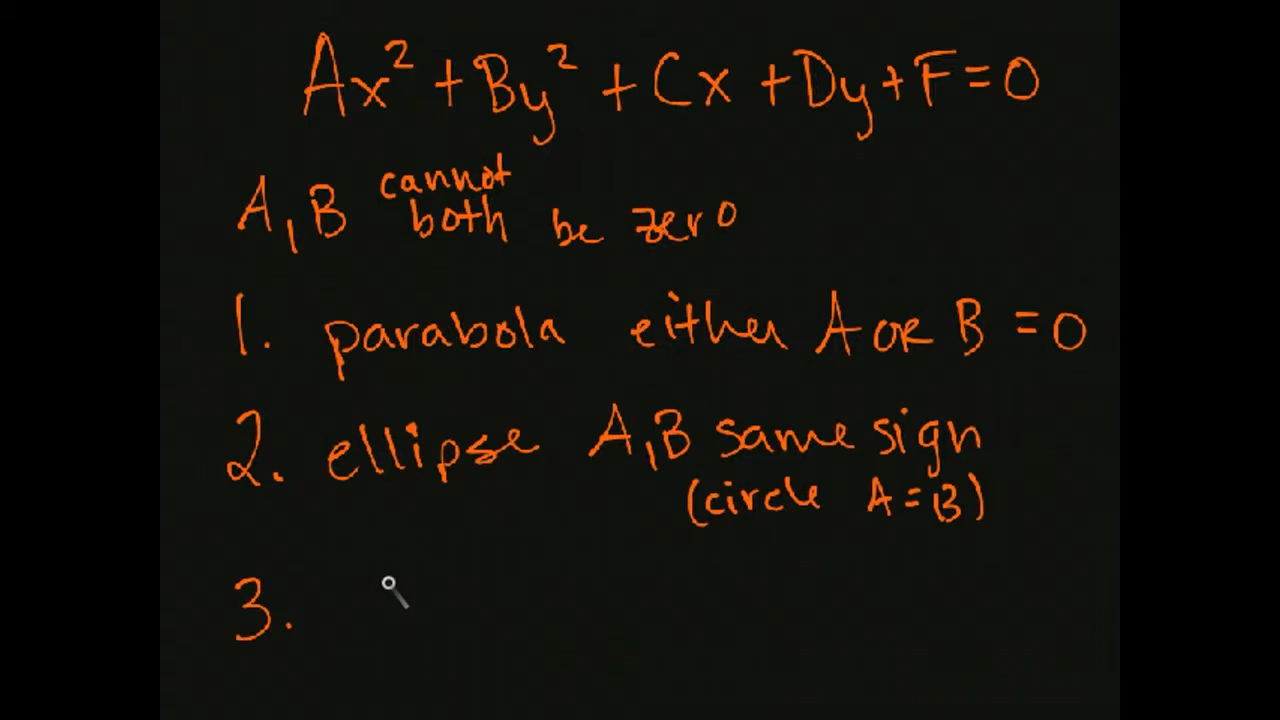 Ax² + By² + Cx + Dy + F = 0
A, B cannot both be zero
1. parabola either A OR B = 0
2. ellipse A, B same sign
(circle A = B)
3.